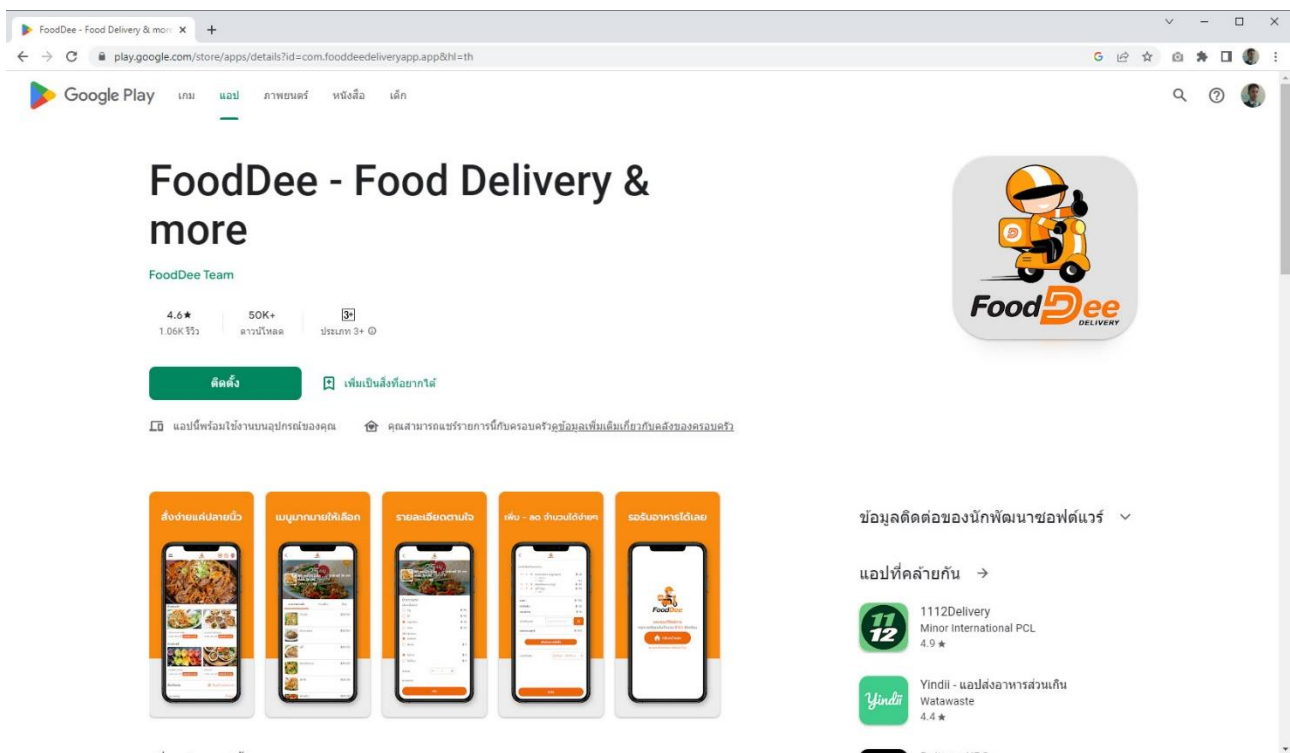 FoodDee - Food Delivery & mor
play.google.com/store/apps/details?id=com.fooddeedeliveryapp.app&hl=th
Google Play เกม แอป ภาพยนตร์ หนังสือ เด็ก
FoodDee - Food Delivery &
more
FoodDee Team
4.6★ 50K+ 3+
1.06K รีวิว ดาวน์โหลด ประเภท 3+
ติดตั้ง เพิ่มเป็นสิ่งที่อยากได้
แอปนี้พร้อมใช้งานบนอุปกรณ์ของคุณ คุณสามารถแชร์รายการนี้กับครอบครัวดูข้อมูลเพิ่มเติมเกี่ยวกับคลังของครอบครัว
FoodDee
DELIVERY
สั่งง่ายแค่ปลายนิ้ว
เมนูมากมายให้เลือก
รายละเอียดตามใจ
เพิ่ม - ลด จำนวนได้ง่ายๆ
รอรับอาหารได้เลย
FoodDee
ข้อมูลติดต่อของนักพัฒนาซอฟต์แวร์
แอปที่คล้ายกัน →
11
12
1112Delivery
Minor International PCL
4.9 ★
Yindii
Yindii - แอปส่งอาหารส่วนเกิน
Watawaste
4.4 ★